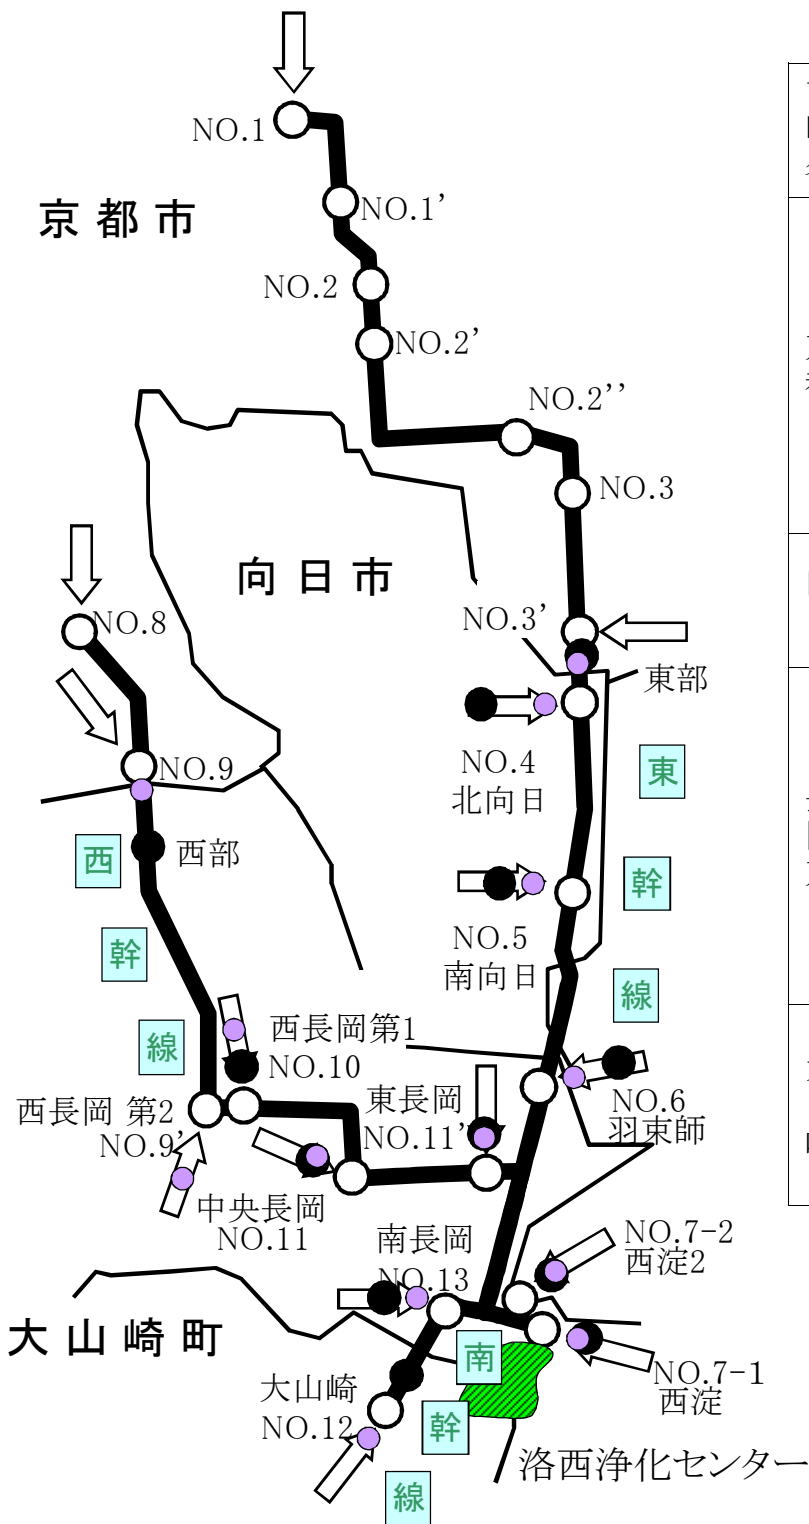 NO.1
京都市
NO.1'
NO.2
NO.2'
NO.2''
NO.3
向日市
NO.3'
NO.8
東部
NO.9
NO.4
北向日
東
幹
線
西部
西
幹
線
NO.5
南向日
西長岡第1
NO.10
東長岡
NO.11'
NO.6
羽束師
西長岡 第2
NO.9'
中央長岡
NO.11
南長岡
NO.13
NO.7-2
西淀2
大山崎町
NO.7-1
西淀
大山崎
NO.12
南
幹
線
洛西浄化センター